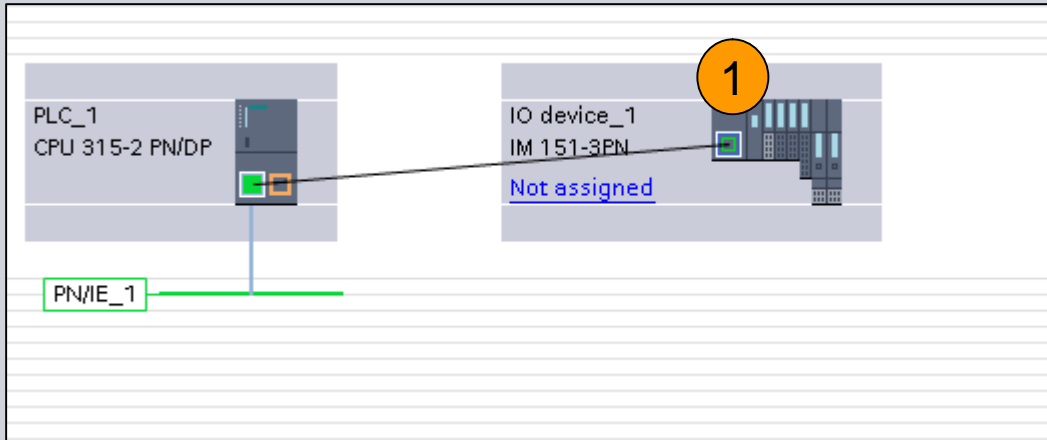 PLC_1
CPU 315-2 PN/DP
1
IO device_1
IM 151-3PN
Not assigned
PN/IE_1